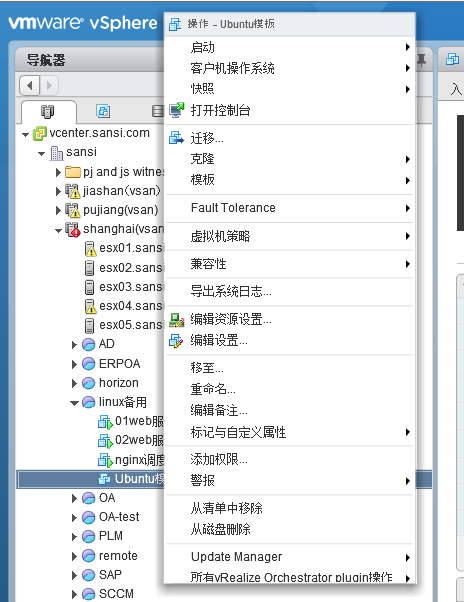 vmware vSphere
操作 - Ubuntu模板
导航器
启动
客户机操作系统
快照
打开控制台
入
vcenter.sansi.com
迁移...
sansi
克隆
pj and js witne
模板
jiashan(vsan)
pujiang(vsan)
Fault Tolerance
shanghai(vsan
虚拟机策略
esx01.sansi
esx02.sansi
兼容性
esx03.sansi
导出系统日志...
esx04.sansi
esx05.sansi
编辑资源设置...
AD
编辑设置...
ERPOA
移至...
horizon
重命名...
linux备用
编辑备注...
01web服
标记与自定义属性
02web服
nginx调度
添加权限...
Ubuntu模
警报
OA
从清单中移除
OA-test
从磁盘删除
PLM
remote
Update Manager
SAP
所有vRealize Orchestrator plugin操作
SCCM